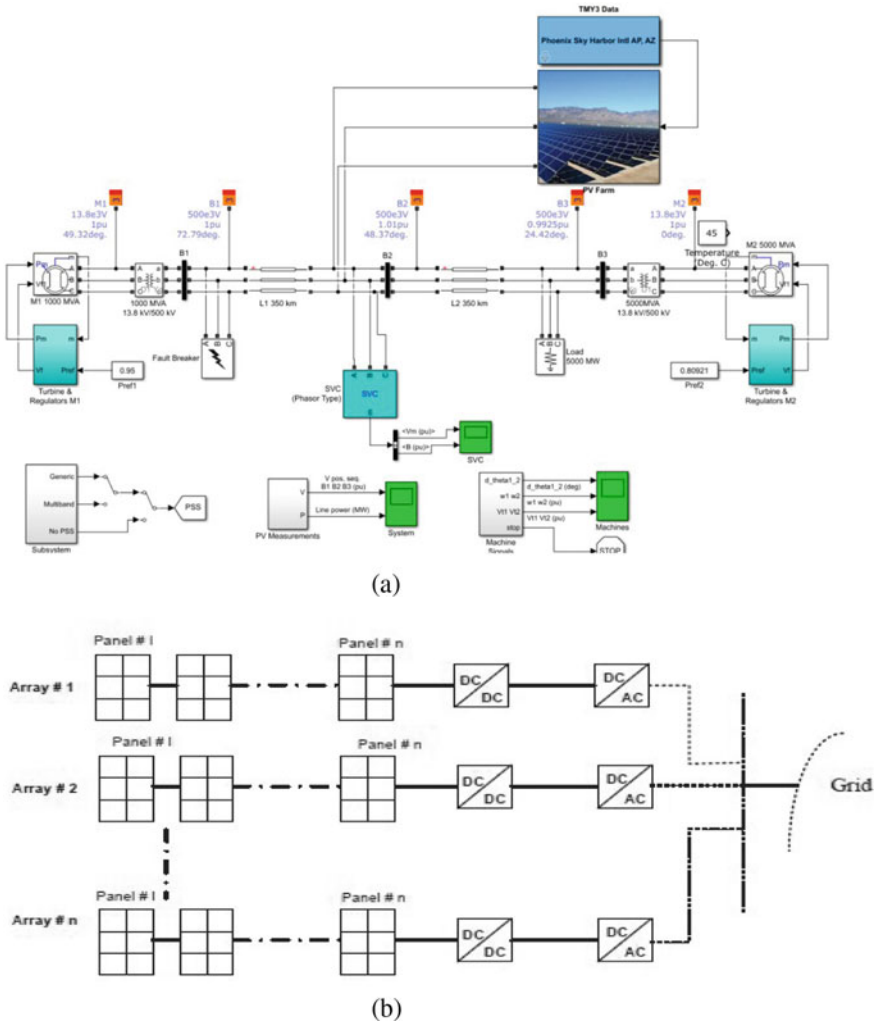 TMY3 Data
Phoenix Sky Harbor Intl AP, AZ
PV Farm
M1
13.8e3V
1pu
49.32deg.
B1
500e3V
1pu
72.79deg.
B2
500e3V
1.01pu
48.37deg.
B3
500e3V
0.9925pu
24.42deg.
M2
13.8e3V
1pu
0deg.
45
Temperature
(Deg. C)
M2 5000 MVA
Pm
Vf
m
A
B
C
M1 1000 MVA
1000 MVA
13.8 kV/500 kV
B1
L1 350 km
B2
L2 350 km
B3
5000MVA
13.8 kV/500 kV
Pm
m
Vf
Pref
Turbine &
Regulators M1
0.95
Pref1
A B C
Fault Breaker
A B C
SVC
B
SVC
(Phasor Type)
<Vm (pu)>
<B (pu)>
SVC
A B C
Load
5000 MW
0.80921
Pref2
m
Pm
Pref
Vf
Turbine &
Regulators M2
Generic
Multiband
No PSS
Subsystem
PSS
V
P
PV Measurements
V pos. seq.
B1 B2 B3 (pu)
Line power (MW)
System
d_theta1_2
w1 w2
Vt1 Vt2
stop
Machine
Signals
d_theta1_2 (deg)
w1 w2 (pu)
Vt1 Vt2 (pu)
Machines
STOP
(a)
Panel # I
Panel # n
Array # 1
DC
DC
DC
AC
Panel # I
Panel # n
Array # 2
DC
DC
DC
AC
Grid
Panel # I
Panel # n
Array # n
DC
DC
DC
AC
(b)